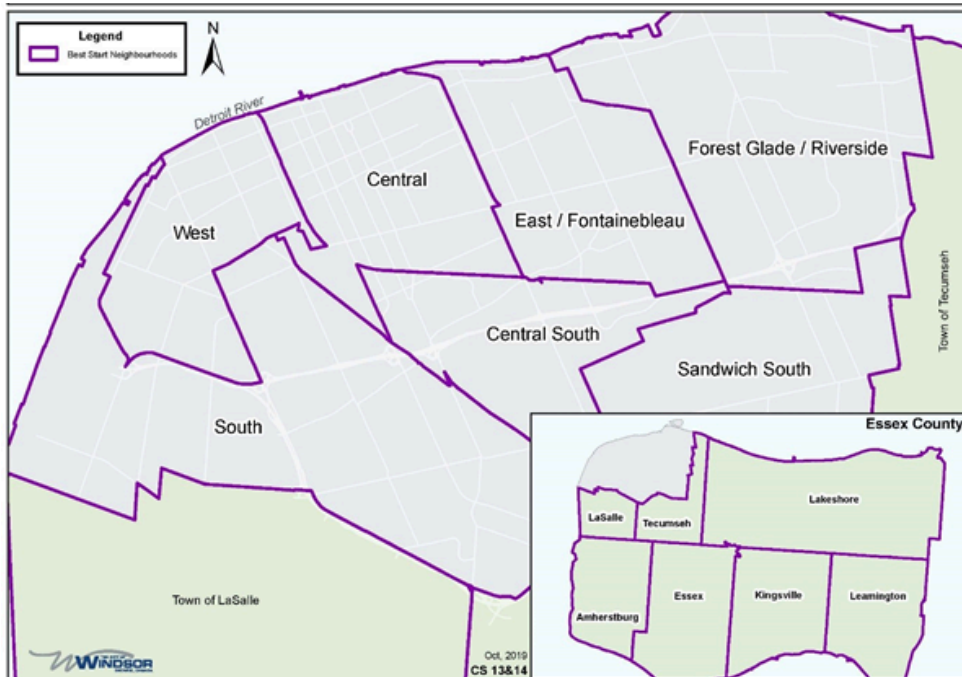 Legend
Best Start Neighbourhoods
N
Detroit River
Forest Glade / Riverside
Central
East / Fontainebleau
West
Central South
Sandwich South
South
Town of Tecumseh
Town of LaSalle
WINDSOR
Oct, 2019
CS 13&14
Essex County
Lakeshore
LaSalle
Tecumseh
Amherstburg
Essex
Kingsville
Leamington